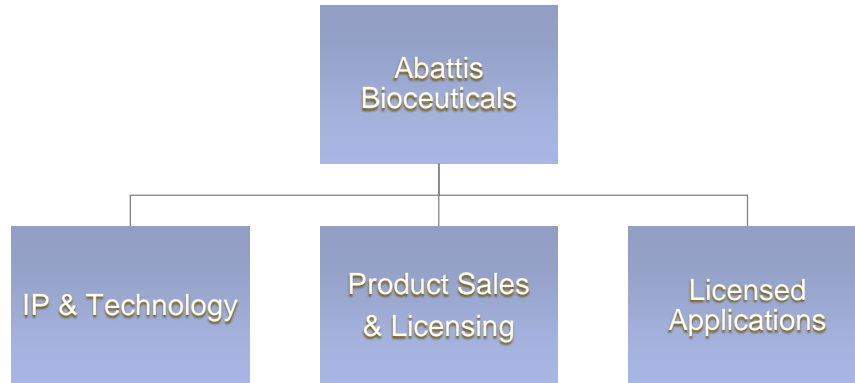 Abattis
Bioceuticals
IP & Technology
Product Sales
& Licensing
Licensed
Applications